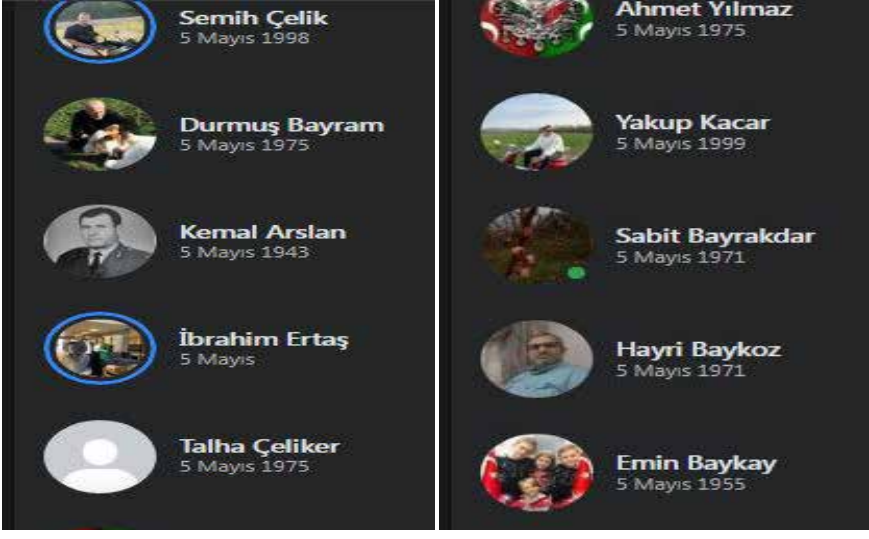 Semih Çelik
5 Mayıs 1998
Durmuş Bayram
5 Mayıs 1975
Kemal Arslan
5 Mayıs 1943
İbrahim Ertaş
5 Mayıs
Talha Çeliker
5 Mayıs 1975
Ahmet Yılmaz
5 Mayıs 1975
Yakup Kacar
5 Mayıs 1999
Sabit Bayrakdar
5 Mayıs 1971
Hayri Baykoz
5 Mayıs 1971
Emin Baykay
5 Mayıs 1955